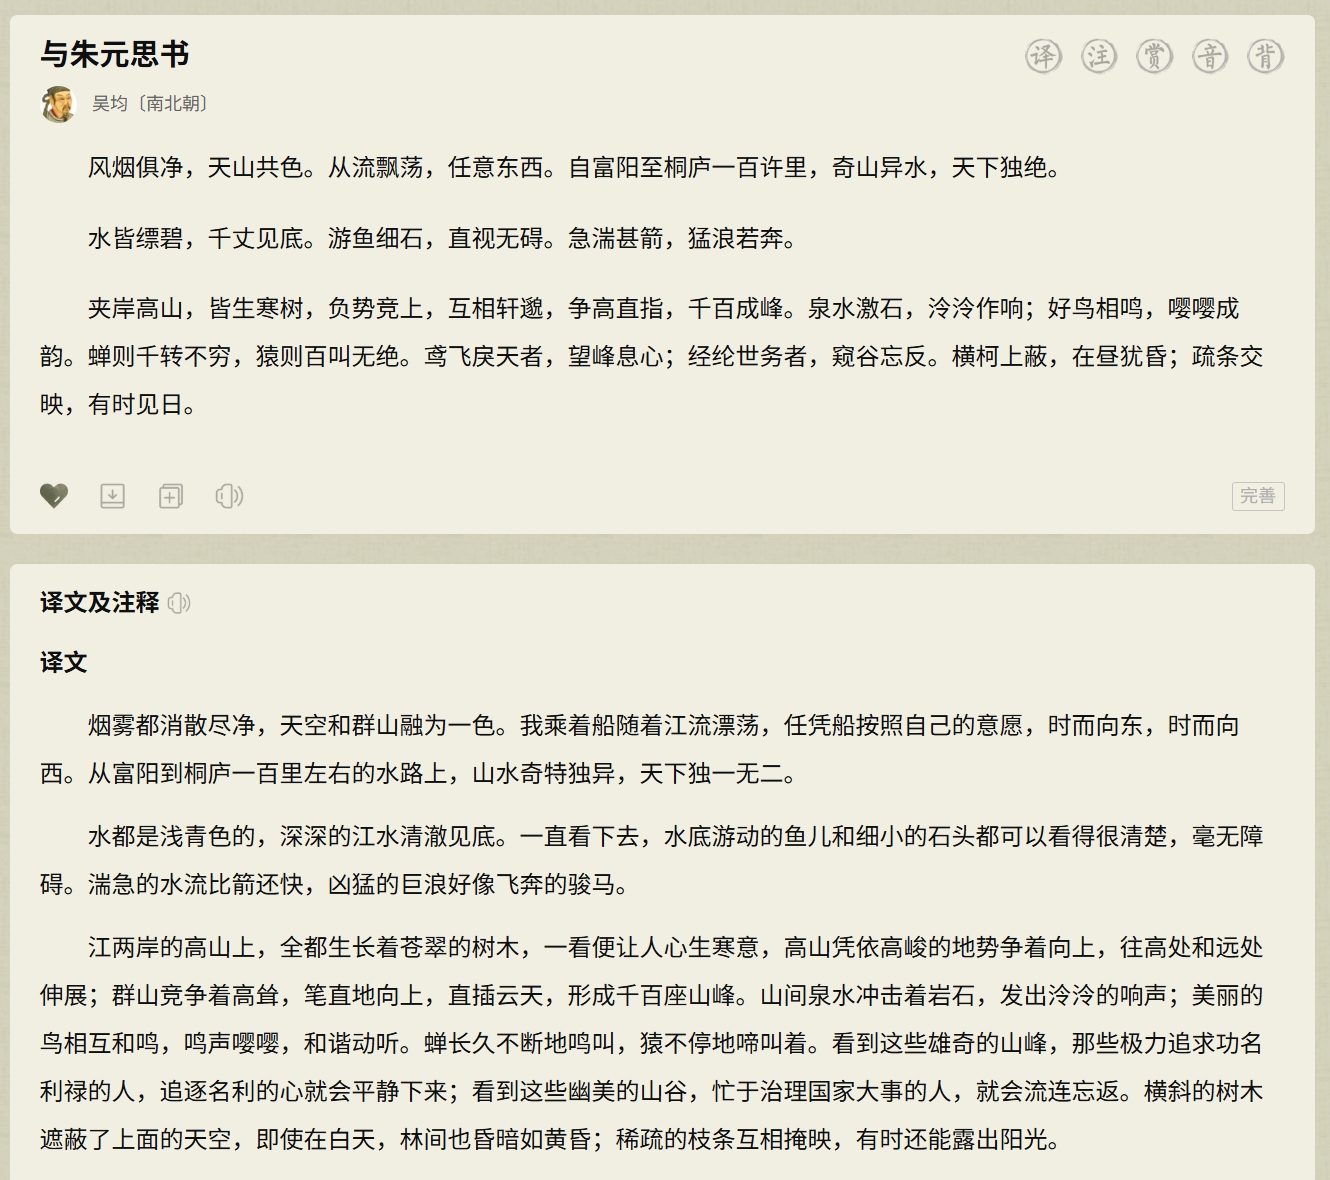 与朱元思书
译 注 赏 音 背
吴均〔南北朝〕
风烟俱净，天山共色。从流飘荡，任意东西。自富阳至桐庐一百许里，奇山异水，天下独绝。
水皆缥碧，千丈见底。游鱼细石，直视无碍。急湍甚箭，猛浪若奔。
夹岸高山，皆生寒树，负势竞上，互相轩邈，争高直指，千百成峰。泉水激石，泠泠作响；好鸟相鸣，嘤嘤成
韵。蝉则千转不穷，猿则百叫无绝。鸢飞戾天者，望峰息心；经纶世务者，窥谷忘反。横柯上蔽，在昼犹昏；疏条交
映，有时见日。
完善
译文及注释
译文
烟雾都消散尽净，天空和群山融为一色。我乘着船随着江流漂荡，任凭船按照自己的意愿，时而向东，时而向
西。从富阳到桐庐一百里左右的水路上，山水奇特独异，天下独一无二。
水都是浅青色的，深深的江水清澈见底。一直看下去，水底游动的鱼儿和细小的石头都可以看得很清楚，毫无障
碍。湍急的水流比箭还快，凶猛的巨浪好像飞奔的骏马。
江两岸的高山上，全都生长着苍翠的树木，一看便让人心生寒意，高山凭依高峻的地势争着向上，往高处和远处
伸展；群山竞争着高耸，笔直地向上，直插云天，形成千百座山峰。山间泉水冲击着岩石，发出泠泠的响声；美丽的
鸟相互和鸣，鸣声嘤嘤，和谐动听。蝉长久不断地鸣叫，猿不停地啼叫着。看到这些雄奇的山峰，那些极力追求功名
利禄的人，追逐名利的心就会平静下来；看到这些幽美的山谷，忙于治理国家大事的人，就会流连忘返。横斜的树木
遮蔽了上面的天空，即使在白天，林间也昏暗如黄昏；稀疏的枝条互相掩映，有时还能露出阳光。